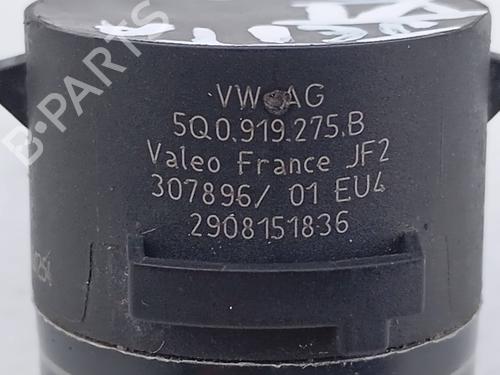 VW AG
5Q0.919.275.B
Valeo France JF2
307896/ 01 EU4
2908151836
B-PARTS